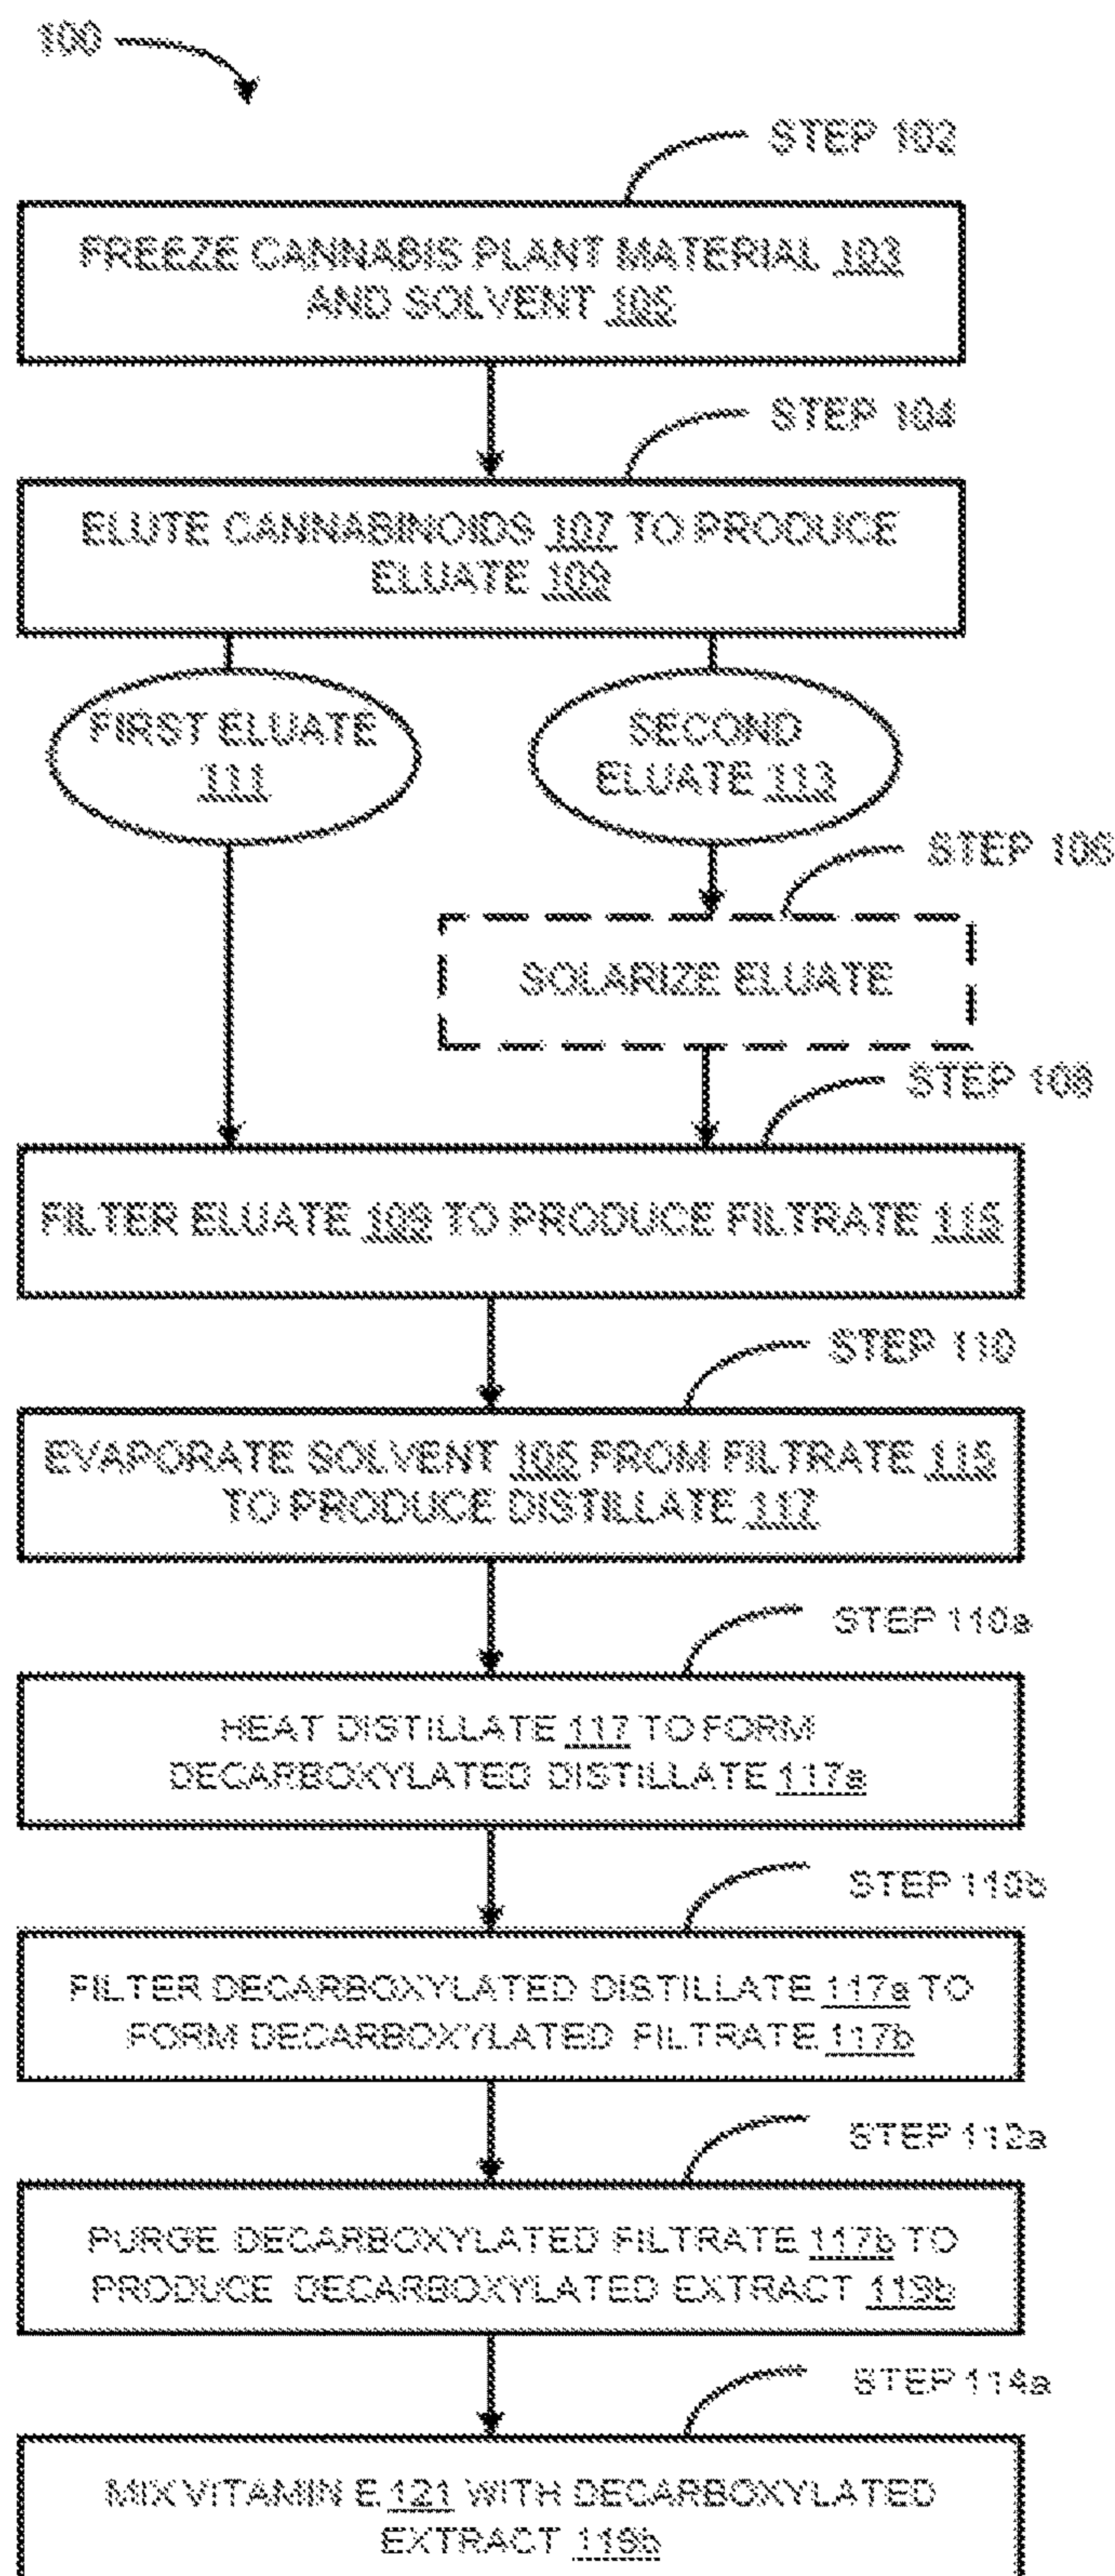 100
STEP 102
FREEZE CANNABIS PLANT MATERIAL 103
AND SOLVENT 105
STEP 104
ELUTE CANNABINOIDS 107 TO PRODUCE
ELUATE 109
FIRST ELUATE
111
SECOND
ELUATE 113
STEP 106
SOLARIZE ELUATE
STEP 108
FILTER ELUATE 109 TO PRODUCE FILTRATE 115
STEP 110
EVAPORATE SOLVENT 105 FROM FILTRATE 115
TO PRODUCE DISTILLATE 117
STEP 110a
HEAT DISTILLATE 117 TO FORM
DECARBOXYLATED DISTILLATE 117a
STEP 110b
FILTER DECARBOXYLATED DISTILLATE 117a TO
FORM DECARBOXYLATED FILTRATE 117b
STEP 112a
PURGE DECARBOXYLATED FILTRATE 117b TO
PRODUCE DECARBOXYLATED EXTRACT 119b
STEP 114a
MIX VITAMIN E 121 WITH DECARBOXYLATED
EXTRACT 119b